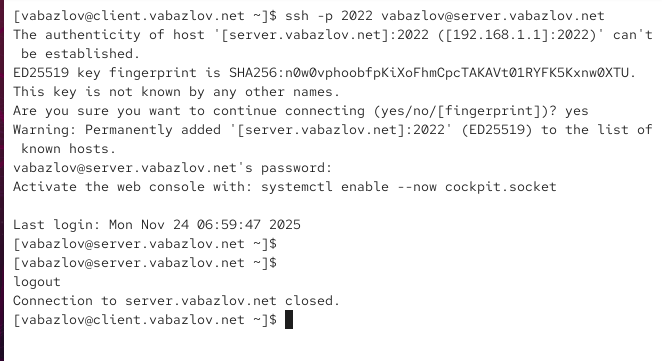 [vabazlov@client.vabazlov.net ~]$ ssh -p 2022 vabazlov@server.vabazlov.net
The authenticity of host '[server.vabazlov.net]:2022 ([192.168.1.1]:2022)' can't
 be established.
ED25519 key fingerprint is SHA256:n0w0vphoobfpKiXoFhmCpcTAKAVt01RYFK5Kxnw0XTU.
This key is not known by any other names.
Are you sure you want to continue connecting (yes/no/[fingerprint])? yes
Warning: Permanently added '[server.vabazlov.net]:2022' (ED25519) to the list of
 known hosts.
vabazlov@server.vabazlov.net's password:
Activate the web console with: systemctl enable --now cockpit.socket

Last login: Mon Nov 24 06:59:47 2025
[vabazlov@server.vabazlov.net ~]$
[vabazlov@server.vabazlov.net ~]$
logout
Connection to server.vabazlov.net closed.
[vabazlov@client.vabazlov.net ~]$